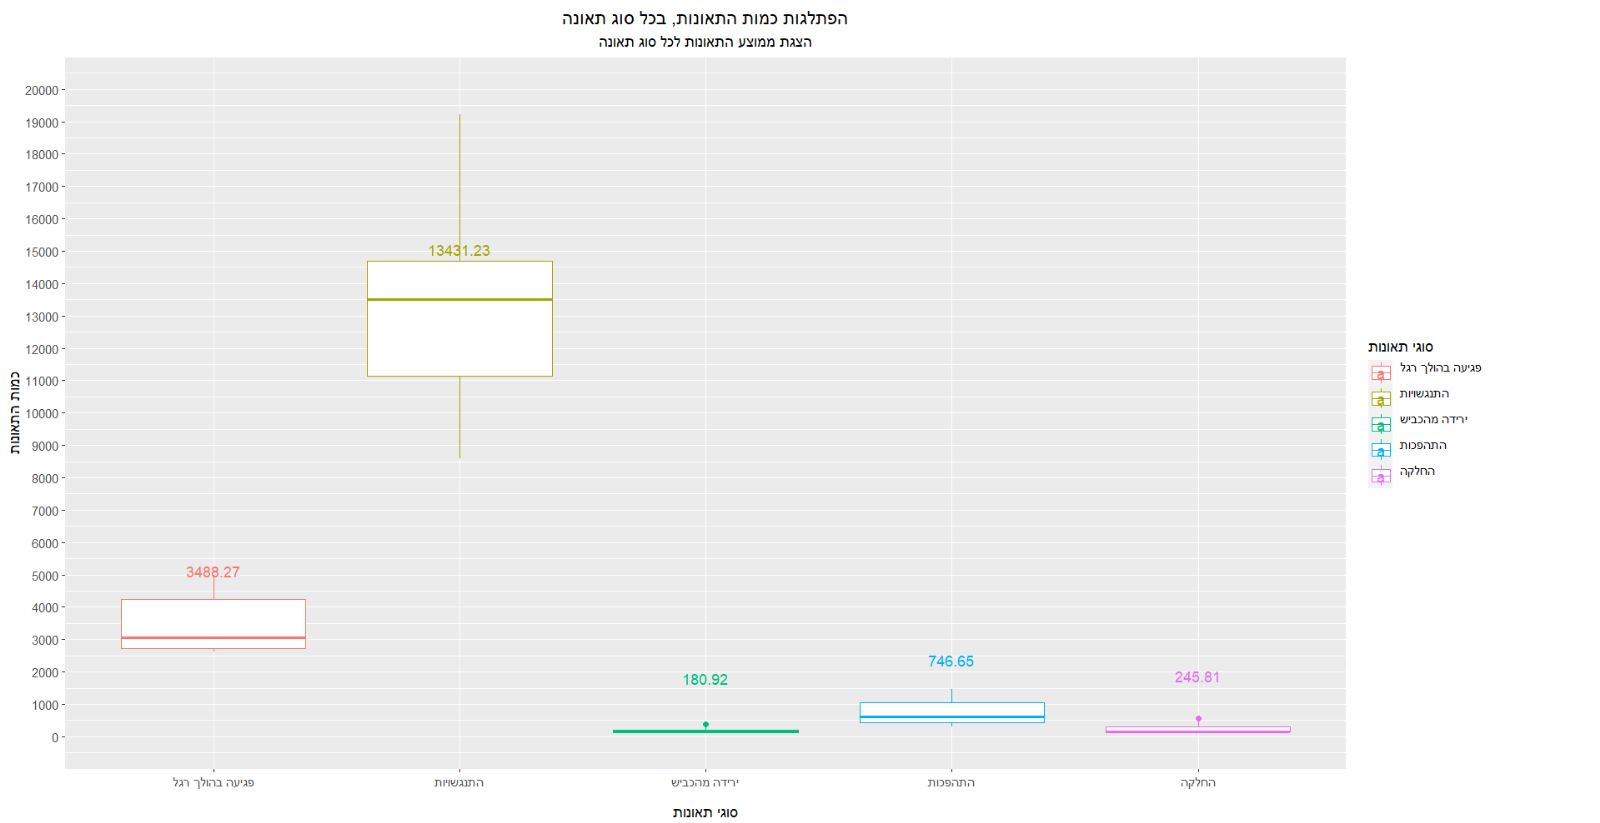 הפתלגות כמות התאונות, בכל סוג תאונה
הצגת ממוצע התאונות לכל סוג תאונה
כמות התאונות
20000
19000
18000
17000
16000
15000
14000
13000
12000
11000
10000
9000
8000
7000
6000
5000
4000
3000
2000
1000
0
3488.27
13431.23
180.92
746.65
245.81
פגיעה בהולך רגל
התנגשויות
ירידה מהכביש
התהפכות
החלקה
סוגי תאונות
סוגי תאונות
a פגיעה בהולך רגל
a התנגשויות
a ירידה מהכביש
a התהפכות
a החלקה